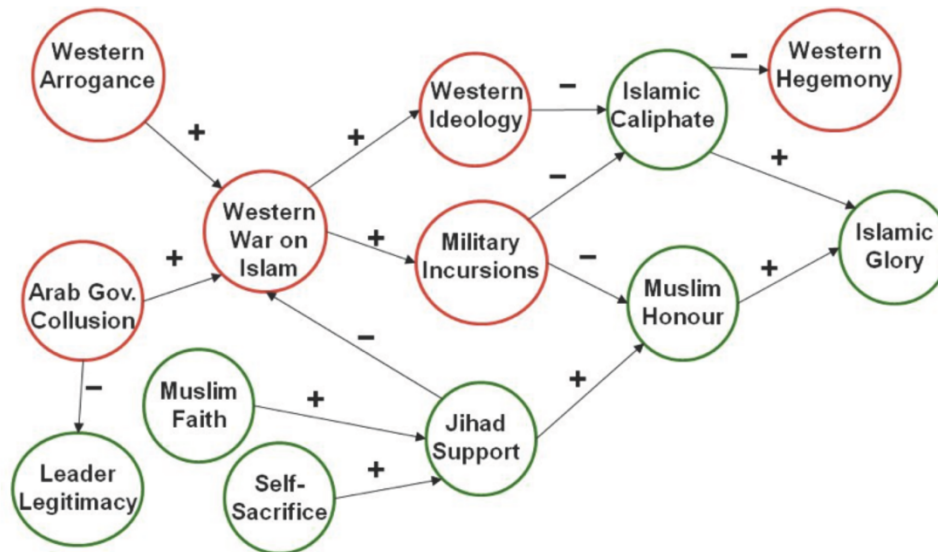 Western
Arrogance
+
Western
Ideology
–
Islamic
Caliphate
–
Western
Hegemony
+
+
Western
War on
Islam
+
Military
Incursions
–
–
+
Islamic
Glory
Arab Gov.
Collusion
+
–
Muslim
Honour
+
–
Muslim
Faith
+
Jihad
Support
+
Leader
Legitimacy
Self-
Sacrifice
+